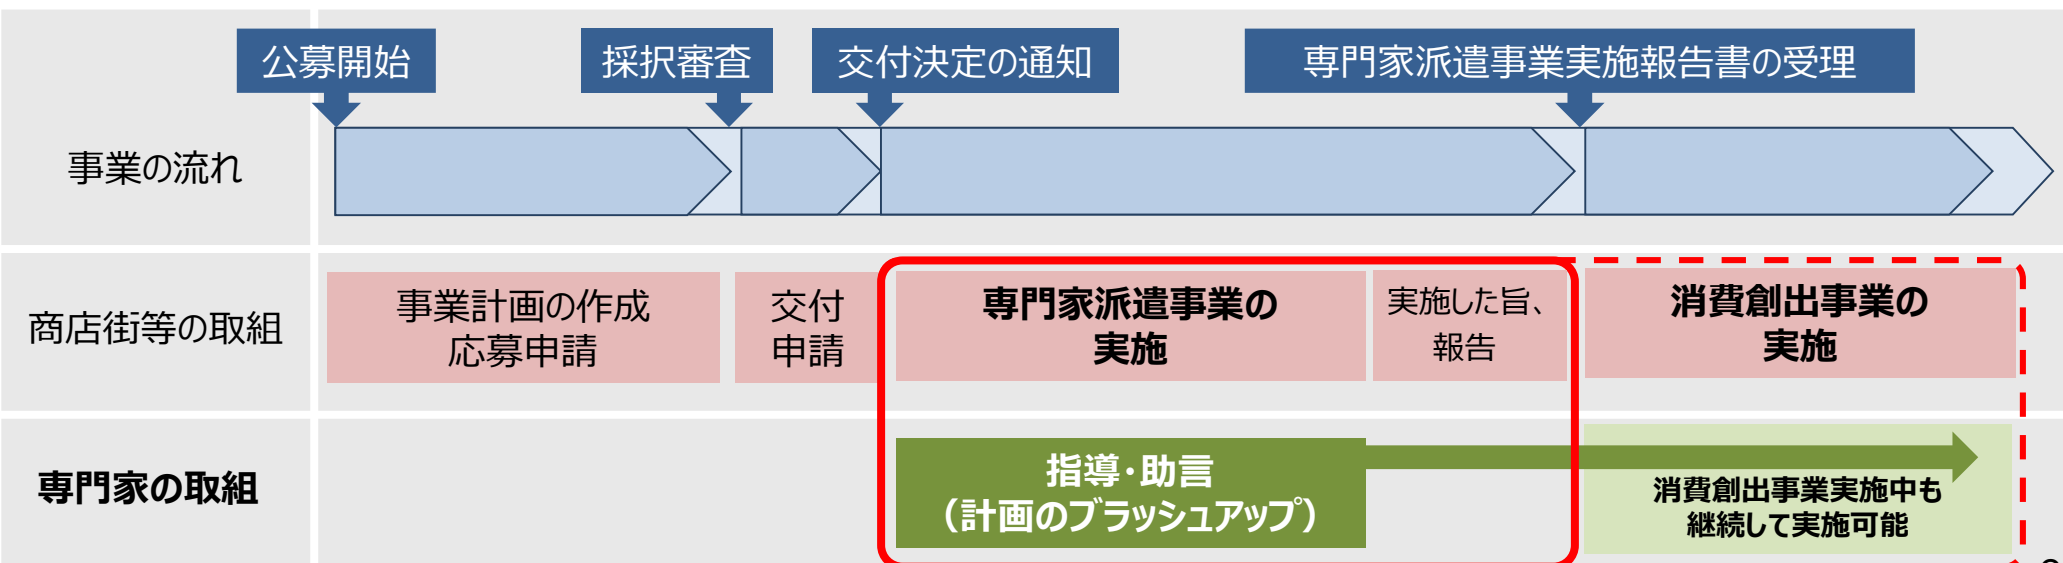 公募開始
採択審査
交付決定の通知
専門家派遣事業実施報告書の受理
事業の流れ
商店街等の取組
事業計画の作成
応募申請
交付
申請
専門家派遣事業の
実施
実施した旨、
報告
消費創出事業の
実施
専門家の取組
指導・助言
（計画のブラッシュアップ）
消費創出事業実施中も
継続して実施可能